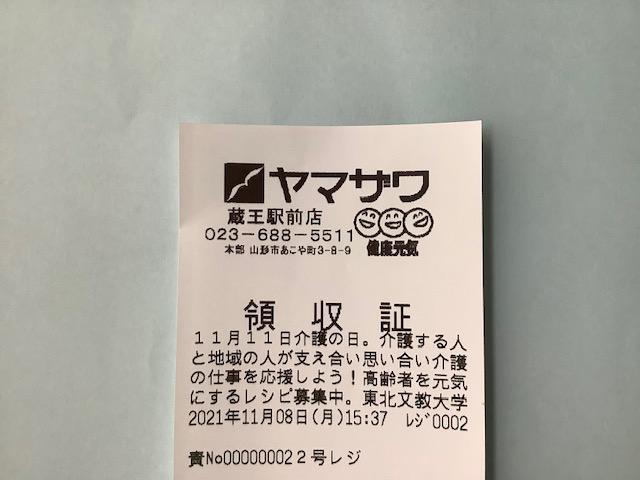 ヤマザワ
蔵王駅前店
023-688-5511
健康元気
本部 山形市あこや町3-8-9
領収証
11月11日介護の日。介護する人
と地域の人が支え合い思い合い介護
の仕事を応援しよう！高齢者を元気
にするレシピ募集中。東北文教大学
2021年11月08日(月)15:37 ﾚｼﾞ0002
責No00000022号レジ